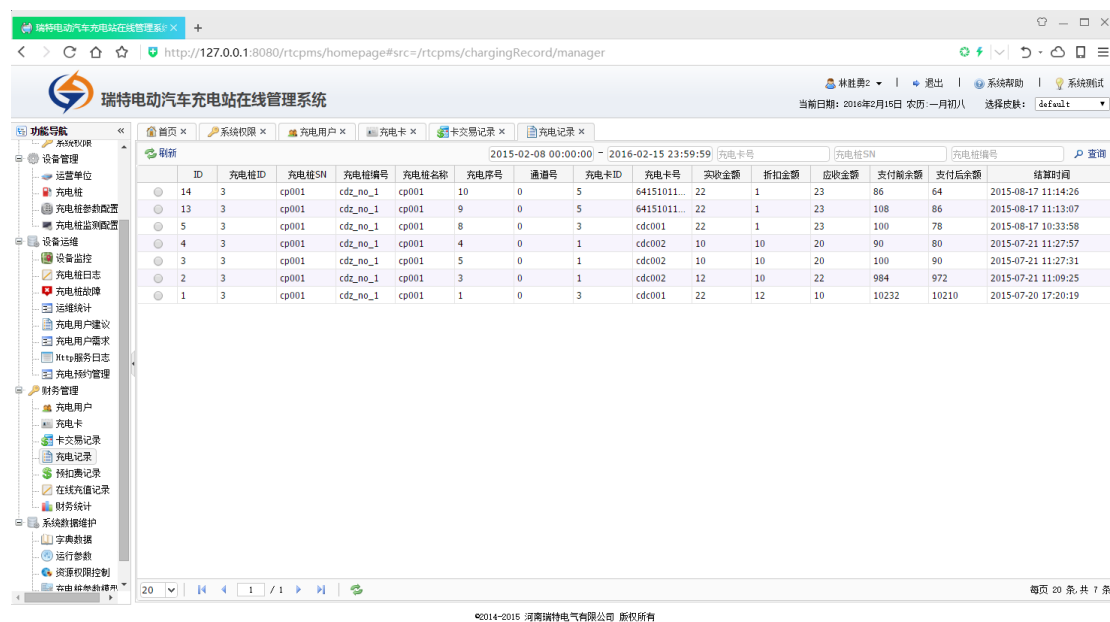 瑞特电动汽车充电站在线管理系统
http://127.0.0.1:8080/rtcpms/homepage#src=/rtcpms/chargingRecord/manager
瑞特电动汽车充电站在线管理系统
林胜勇2 | 退出 | 系统帮助 | 系统测试
当前日期: 2016年2月15日 农历:一月初八 选择皮肤: default
功能导航 «
首页 × 系统权限 × 充电用户 × 充电卡 × 卡交易记录 × 充电记录 ×
系统权限
设备管理
运营单位
充电桩
充电桩参数配置
充电桩监测配置
设备运维
设备监控
充电桩日志
充电桩故障
运维统计
充电用户建议
充电用户需求
Http服务日志
充电预约管理
财务管理
充电用户
充电卡
卡交易记录
充电记录
预扣费记录
在线充值记录
财务统计
系统数据维护
字典数据
运行参数
资源权限控制
充电桩参数模型
刷新 2015-02-08 00:00:00 - 2016-02-15 23:59:59 充电卡号 充电桩SN 充电桩编号 查询
ID 充电桩ID 充电桩SN 充电桩编号 充电桩名称 充电序号 通道号 充电卡ID 充电卡号 实收金额 折扣金额 应收金额 支付前余额 支付后余额 结算时间
14 3 cp001 cdz_no_1 cp001 10 0 5 64151011... 22 1 23 86 64 2015-08-17 11:14:26
13 3 cp001 cdz_no_1 cp001 9 0 5 64151011... 22 1 23 108 86 2015-08-17 11:13:07
5 3 cp001 cdz_no_1 cp001 8 0 3 cdc001 22 1 23 100 78 2015-08-17 10:33:58
4 3 cp001 cdz_no_1 cp001 4 0 1 cdc002 10 10 20 90 80 2015-07-21 11:27:57
3 3 cp001 cdz_no_1 cp001 5 0 1 cdc002 10 10 20 100 90 2015-07-21 11:27:31
2 3 cp001 cdz_no_1 cp001 3 0 1 cdc002 12 10 22 984 972 2015-07-21 11:09:25
1 3 cp001 cdz_no_1 cp001 1 0 3 cdc001 22 12 10 10232 10210 2015-07-20 17:20:19
20 1 / 1 每页 20 条,共 7 条
©2014-2015 河南瑞特电气有限公司 版权所有